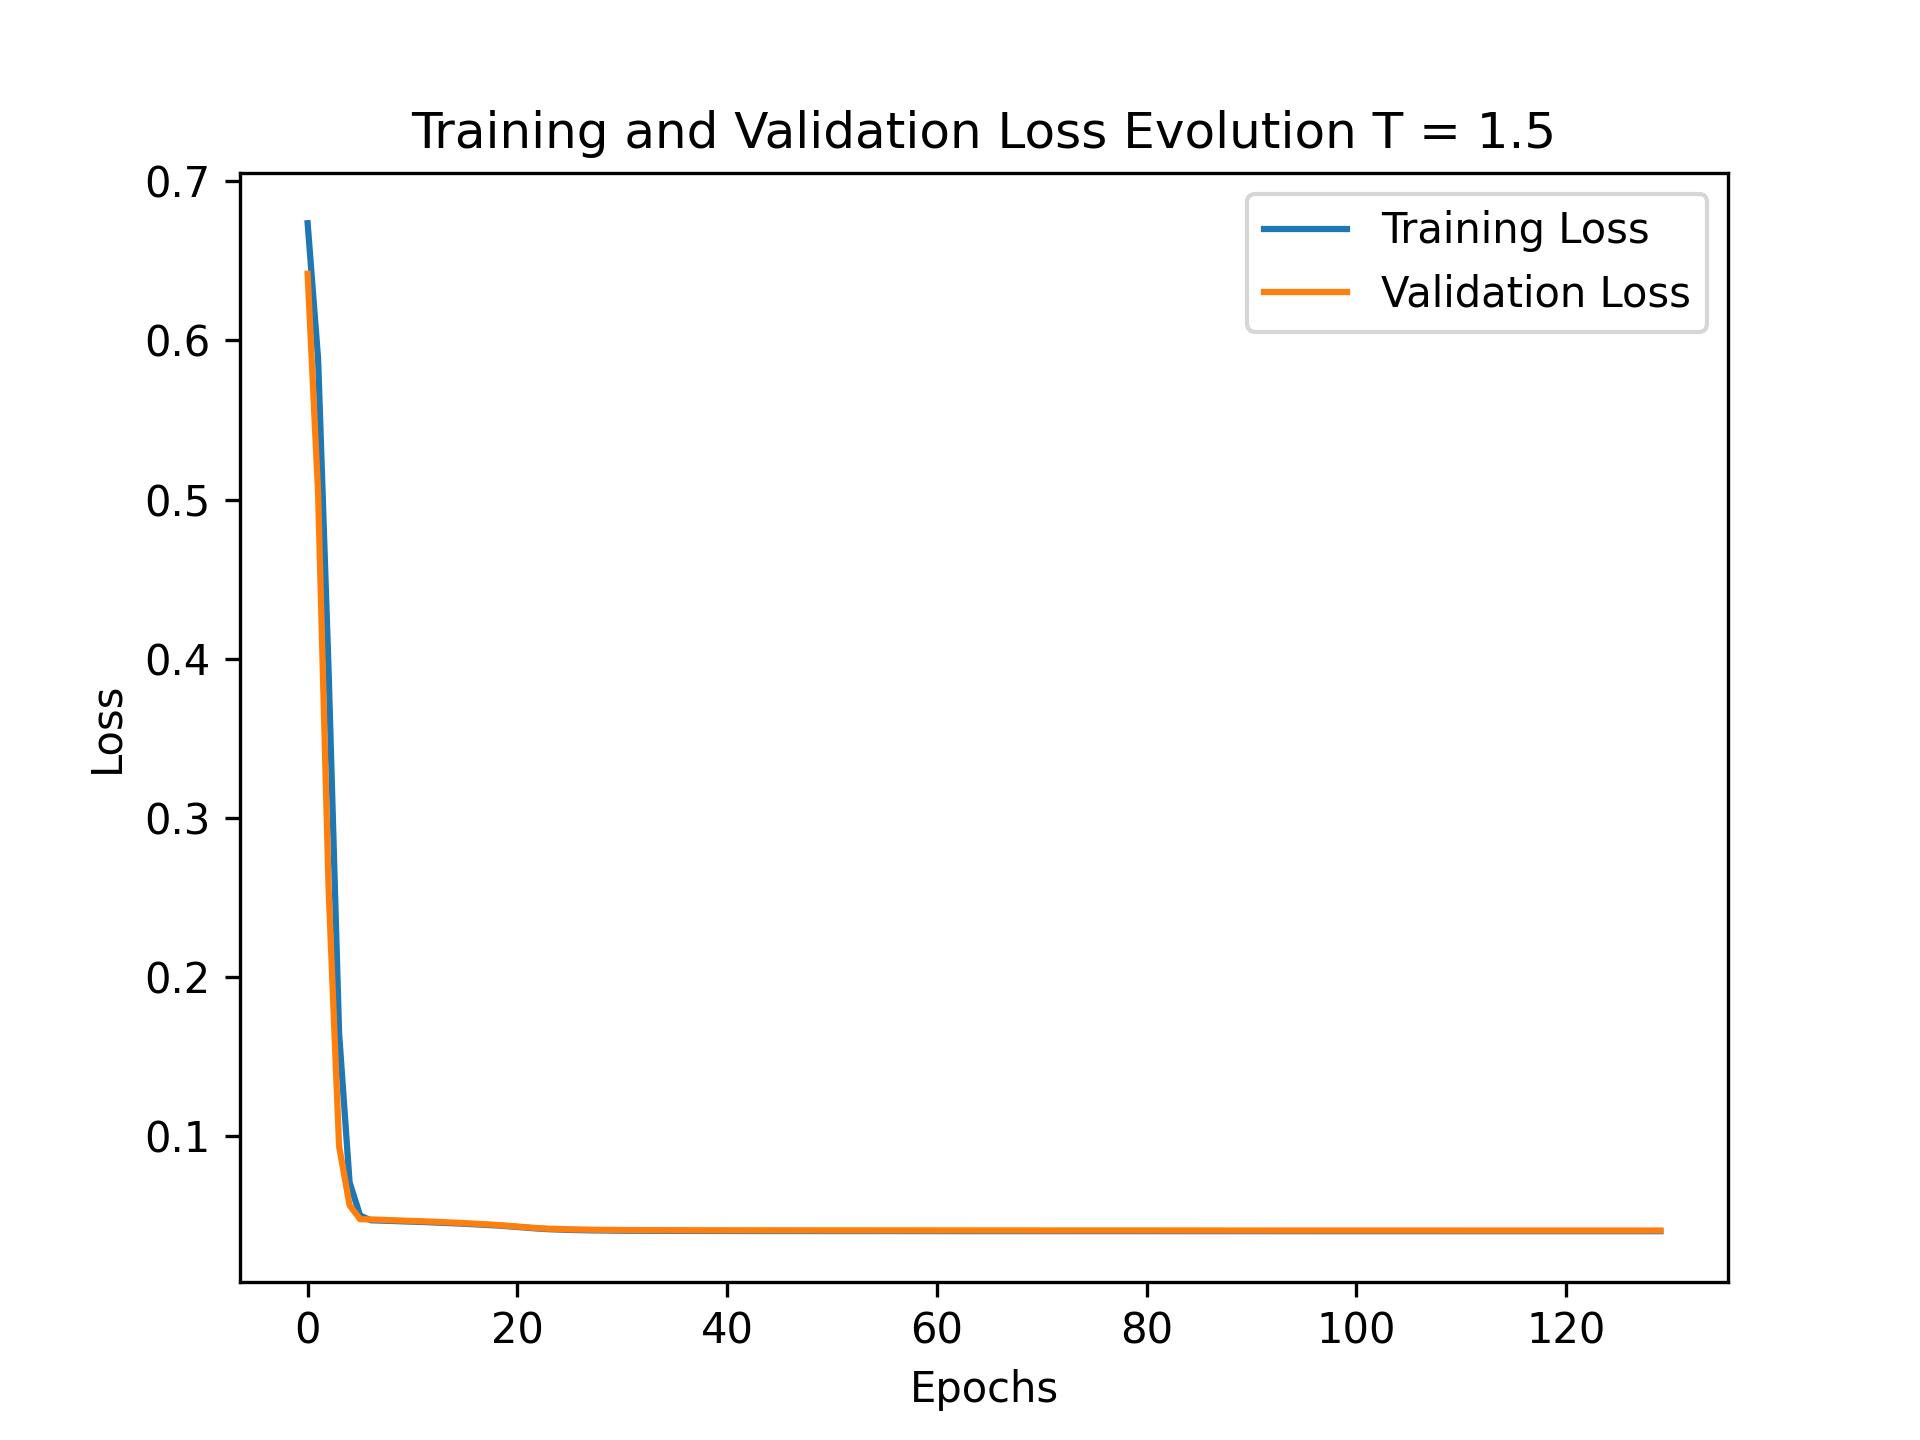 Training and Validation Loss Evolution T = 1.5
Training Loss
Validation Loss
0.7
0.6
0.5
0.4
0.3
0.2
0.1
Loss
0 20 40 60 80 100 120
Epochs